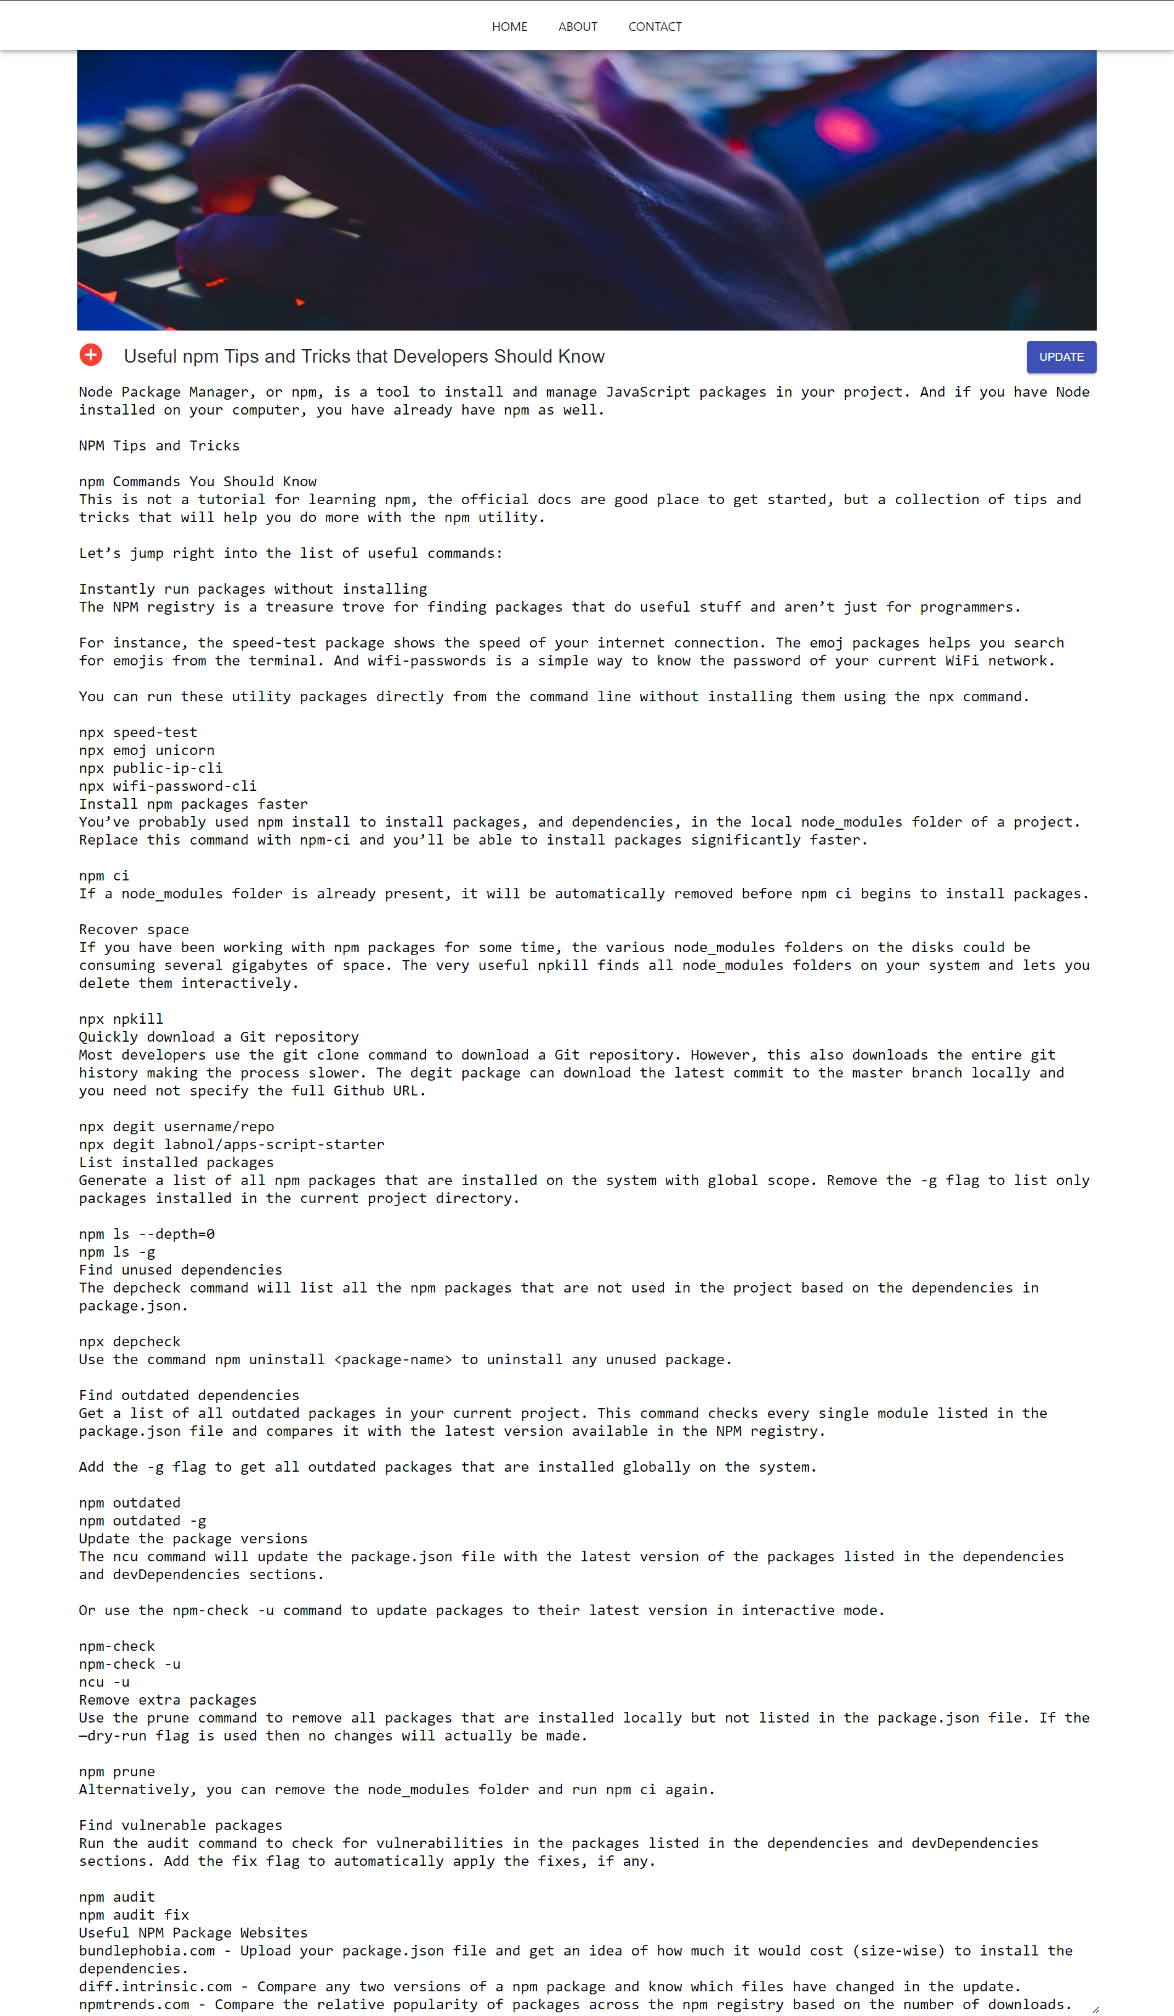 HOME ABOUT CONTACT
Useful npm Tips and Tricks that Developers Should Know
UPDATE
Node Package Manager, or npm, is a tool to install and manage JavaScript packages in your project. And if you have Node
installed on your computer, you have already have npm as well.
NPM Tips and Tricks
npm Commands You Should Know
This is not a tutorial for learning npm, the official docs are good place to get started, but a collection of tips and
tricks that will help you do more with the npm utility.
Let’s jump right into the list of useful commands:
Instantly run packages without installing
The NPM registry is a treasure trove for finding packages that do useful stuff and aren’t just for programmers.
For instance, the speed-test package shows the speed of your internet connection. The emoj packages helps you search
for emojis from the terminal. And wifi-passwords is a simple way to know the password of your current WiFi network.
You can run these utility packages directly from the command line without installing them using the npx command.
npx speed-test
npx emoj unicorn
npx public-ip-cli
npx wifi-password-cli
Install npm packages faster
You’ve probably used npm install to install packages, and dependencies, in the local node_modules folder of a project.
Replace this command with npm-ci and you’ll be able to install packages significantly faster.
npm ci
If a node_modules folder is already present, it will be automatically removed before npm ci begins to install packages.
Recover space
If you have been working with npm packages for some time, the various node_modules folders on the disks could be
consuming several gigabytes of space. The very useful npkill finds all node_modules folders on your system and lets you
delete them interactively.
npx npkill
Quickly download a Git repository
Most developers use the git clone command to download a Git repository. However, this also downloads the entire git
history making the process slower. The degit package can download the latest commit to the master branch locally and
you need not specify the full Github URL.
npx degit username/repo
npx degit labnol/apps-script-starter
List installed packages
Generate a list of all npm packages that are installed on the system with global scope. Remove the -g flag to list only
packages installed in the current project directory.
npm ls --depth=0
npm ls -g
Find unused dependencies
The depcheck command will list all the npm packages that are not used in the project based on the dependencies in
package.json.
npx depcheck
Use the command npm uninstall <package-name> to uninstall any unused package.
Find outdated dependencies
Get a list of all outdated packages in your current project. This command checks every single module listed in the
package.json file and compares it with the latest version available in the NPM registry.
Add the -g flag to get all outdated packages that are installed globally on the system.
npm outdated
npm outdated -g
Update the package versions
The ncu command will update the package.json file with the latest version of the packages listed in the dependencies
and devDependencies sections.
Or use the npm-check -u command to update packages to their latest version in interactive mode.
npm-check
npm-check -u
ncu -u
Remove extra packages
Use the prune command to remove all packages that are installed locally but not listed in the package.json file. If the
—dry-run flag is used then no changes will actually be made.
npm prune
Alternatively, you can remove the node_modules folder and run npm ci again.
Find vulnerable packages
Run the audit command to check for vulnerabilities in the packages listed in the dependencies and devDependencies
sections. Add the fix flag to automatically apply the fixes, if any.
npm audit
npm audit fix
Useful NPM Package Websites
bundlephobia.com - Upload your package.json file and get an idea of how much it would cost (size-wise) to install the
dependencies.
diff.intrinsic.com - Compare any two versions of a npm package and know which files have changed in the update.
npmtrends.com - Compare the relative popularity of packages across the npm registry based on the number of downloads.